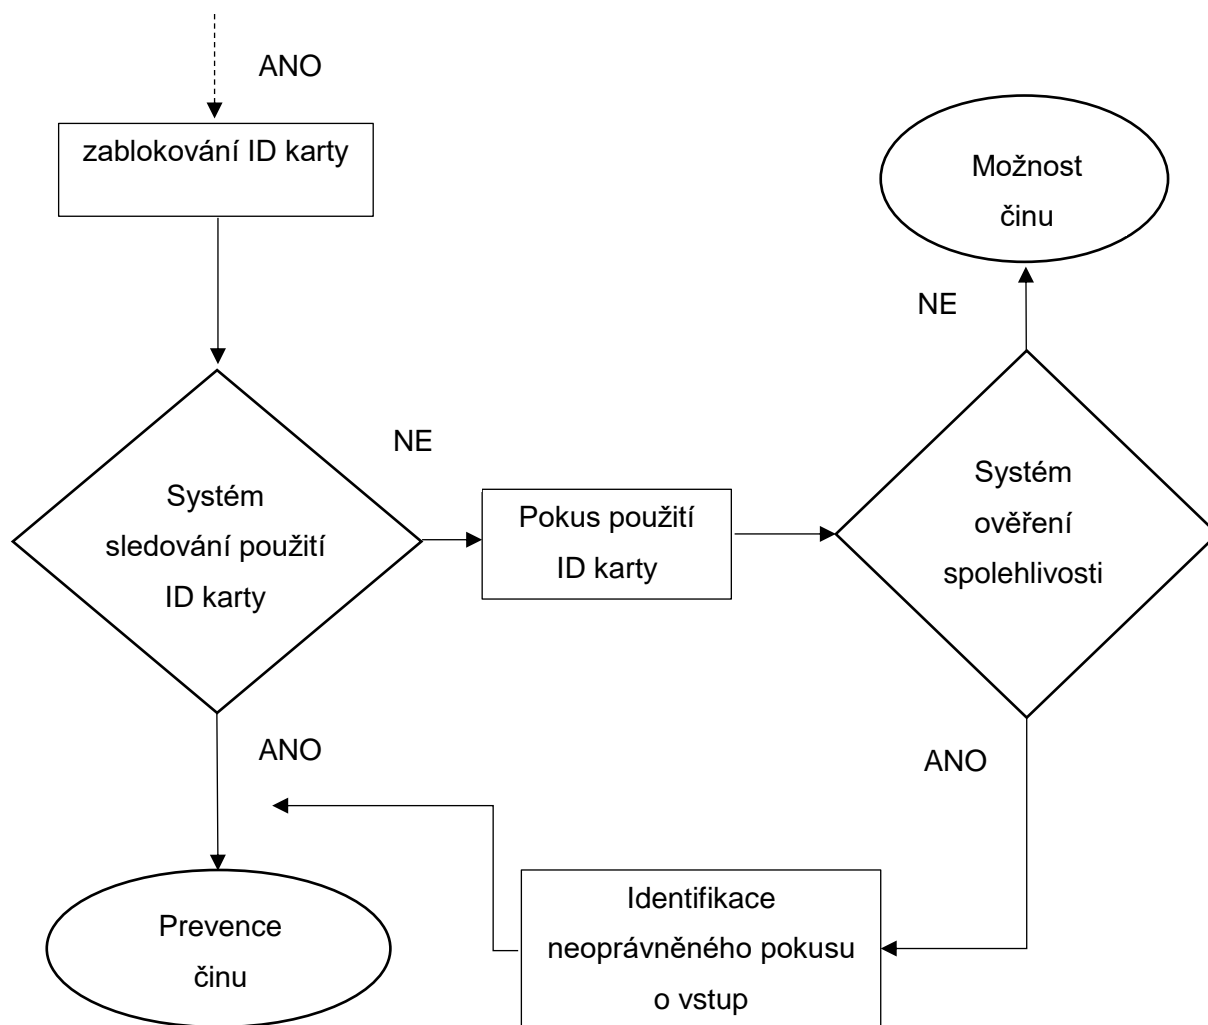 ANO
zablokování ID karty
Možnost
činu
NE
NE
Systém
sledování použití
ID karty
Pokus použití
ID karty
Systém
ověření
spolehlivosti
ANO
ANO
Prevence
činu
Identifikace
neoprávněného pokusu
o vstup